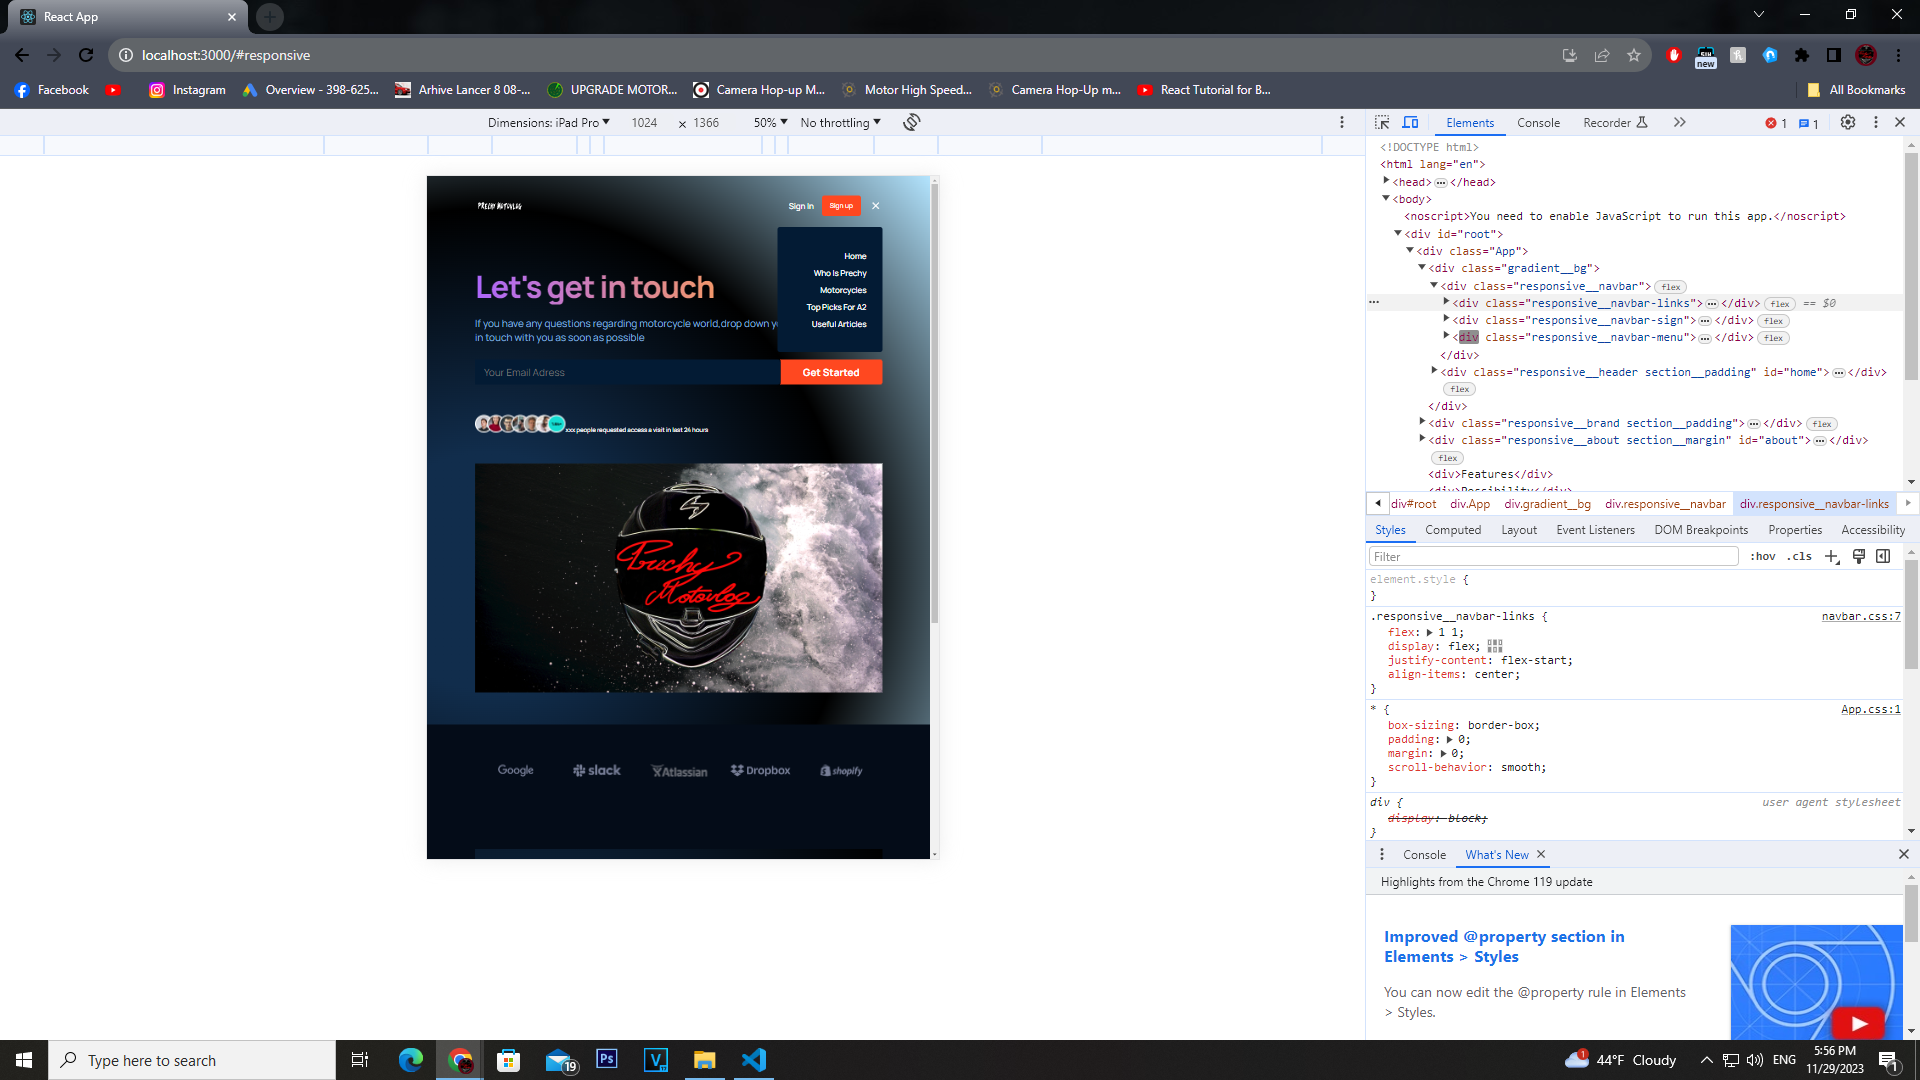 React App
localhost:3000/#responsive
new
Facebook
Instagram
Overview - 398-625...
Arhive Lancer 8 08-...
UPGRADE MOTOR...
Camera Hop-up M...
Motor High Speed...
Camera Hop-Up m...
React Tutorial for B...
All Bookmarks
Dimensions: iPad Pro 1024 × 1366 50% No throttling
Elements Console Recorder 1 1
PRECHY MOTOVLOG
Sign In Sign up
Home
Who Is Prechy
Motorcycles
Top Picks For A2
Useful Articles
Let's get in touch
If you have any questions regarding motorcycle world,drop down y
in touch with you as soon as possible
Your Email Adress Get Started
xxx people requested access a visit in last 24 hours
Prechy
Motovlog
Google slack Atlassian Dropbox shopify
<!DOCTYPE html>
<html lang="en">
<head> ··· </head>
<body>
<noscript>You need to enable JavaScript to run this app.</noscript>
<div id="root">
<div class="App">
<div class="gradient__bg">
<div class="responsive__navbar"> flex
··· <div class="responsive__navbar-links"> ··· </div> flex == $0
<div class="responsive__navbar-sign"> ··· </div> flex
<div class="responsive__navbar-menu"> ··· </div> flex
</div>
<div class="responsive__header section__padding" id="home"> ··· </div>
flex
</div>
<div class="responsive__brand section__padding"> ··· </div> flex
<div class="responsive__about section__margin" id="about"> ··· </div>
flex
<div>Features</div>
<div>Possibility</div>
div#root div.App div.gradient__bg div.responsive__navbar div.responsive__navbar-links
Styles Computed Layout Event Listeners DOM Breakpoints Properties Accessibility
Filter :hov .cls
element.style {
}
.responsive__navbar-links { navbar.css:7
flex: 1 1;
display: flex;
justify-content: flex-start;
align-items: center;
}
* { App.css:1
box-sizing: border-box;
padding: 0;
margin: 0;
scroll-behavior: smooth;
}
div { user agent stylesheet
display: block;
}
Console What's New
Highlights from the Chrome 119 update
Improved @property section in
Elements > Styles
You can now edit the @property rule in Elements
> Styles.
Type here to search
19
Ps
V
1
44°F Cloudy
ENG
5:56 PM
11/29/2023
1